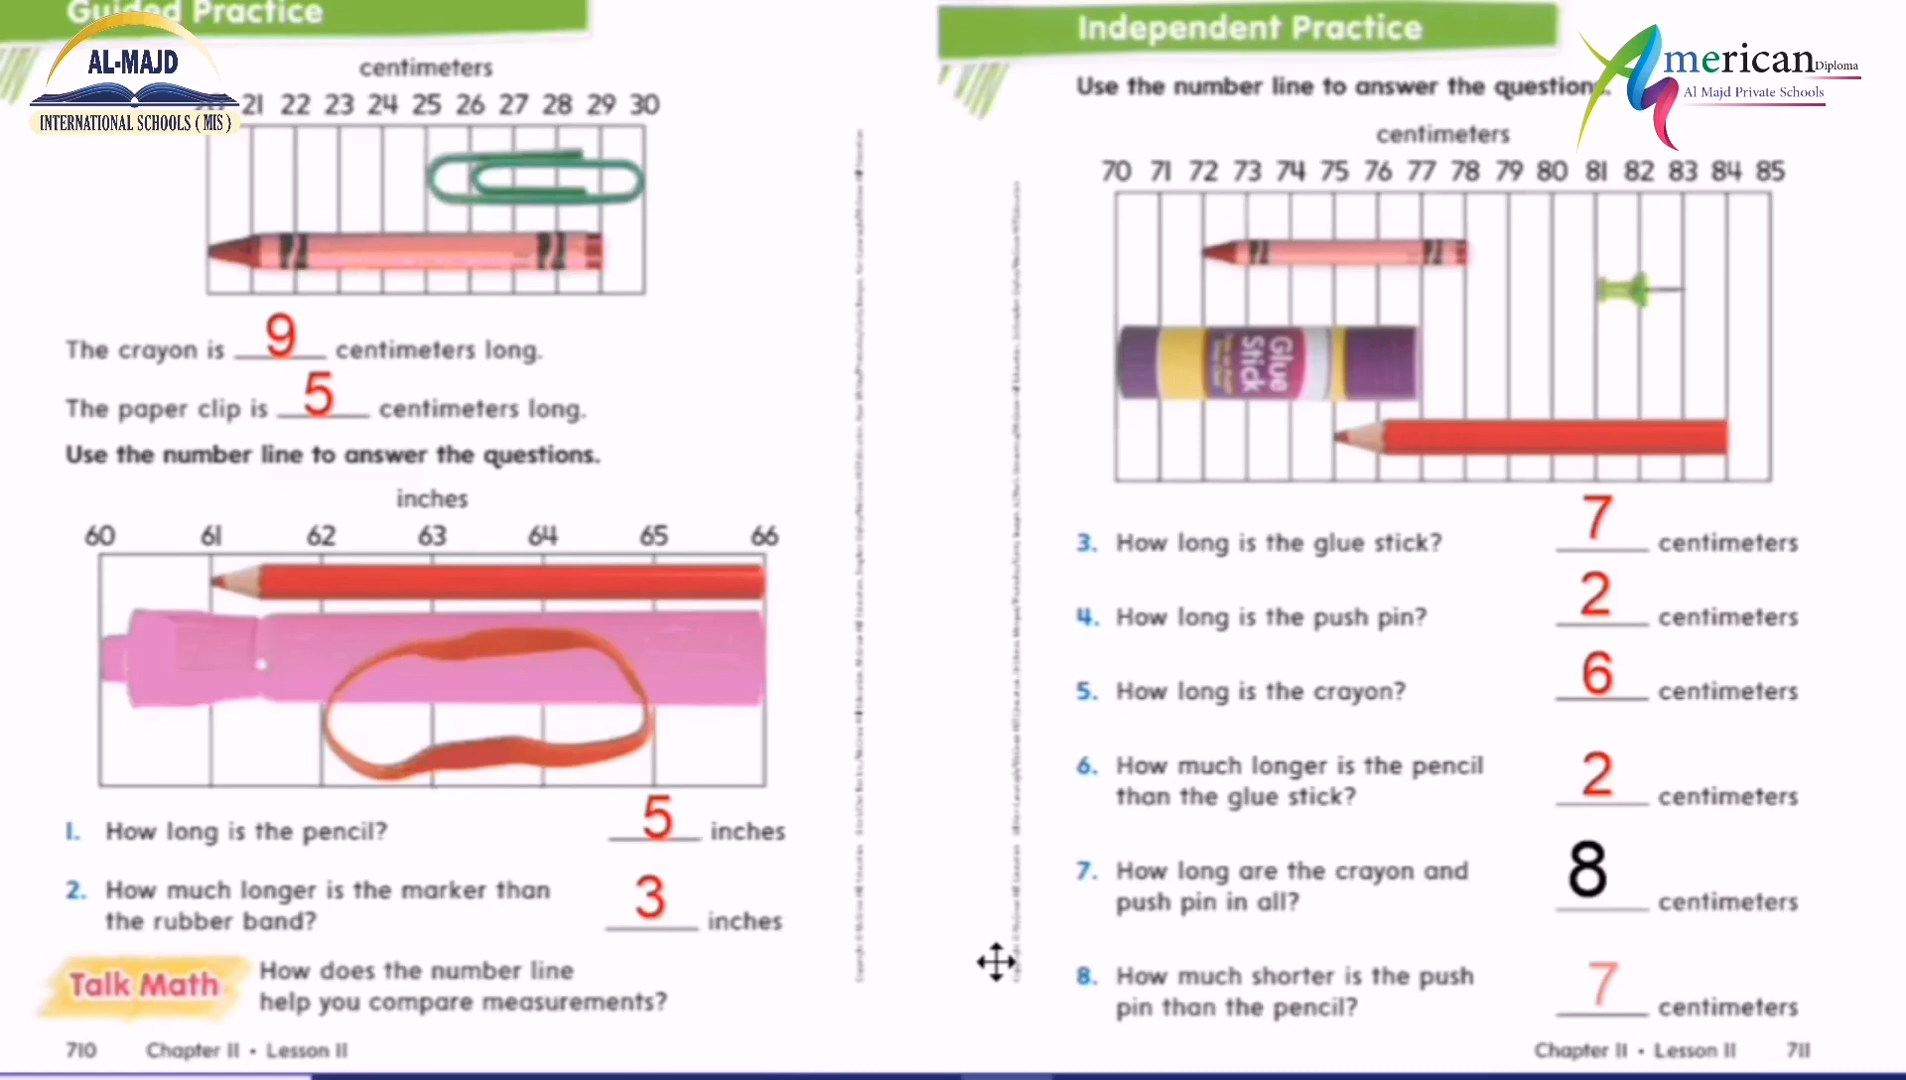 Guided Practice
AL-MAJD
INTERNATIONAL SCHOOLS (MIS)
centimeters
21 22 23 24 25 26 27 28 29 30
The crayon is 9 centimeters long.
The paper clip is 5 centimeters long.
Use the number line to answer the questions.
inches
60 61 62 63 64 65 66
1. How long is the pencil? 5 inches
2. How much longer is the marker than
the rubber band? 3 inches
Talk Math
How does the number line
help you compare measurements?
710 Chapter 11 • Lesson 11
Independent Practice
American Diploma
Al Majd Private Schools
Use the number line to answer the questions.
centimeters
70 71 72 73 74 75 76 77 78 79 80 81 82 83 84 85
Glue
Stick
3. How long is the glue stick? 7 centimeters
4. How long is the push pin? 2 centimeters
5. How long is the crayon? 6 centimeters
6. How much longer is the pencil
than the glue stick? 2 centimeters
7. How long are the crayon and
push pin in all? 8 centimeters
8. How much shorter is the push
pin than the pencil? 7 centimeters
Chapter 11 • Lesson 11 711